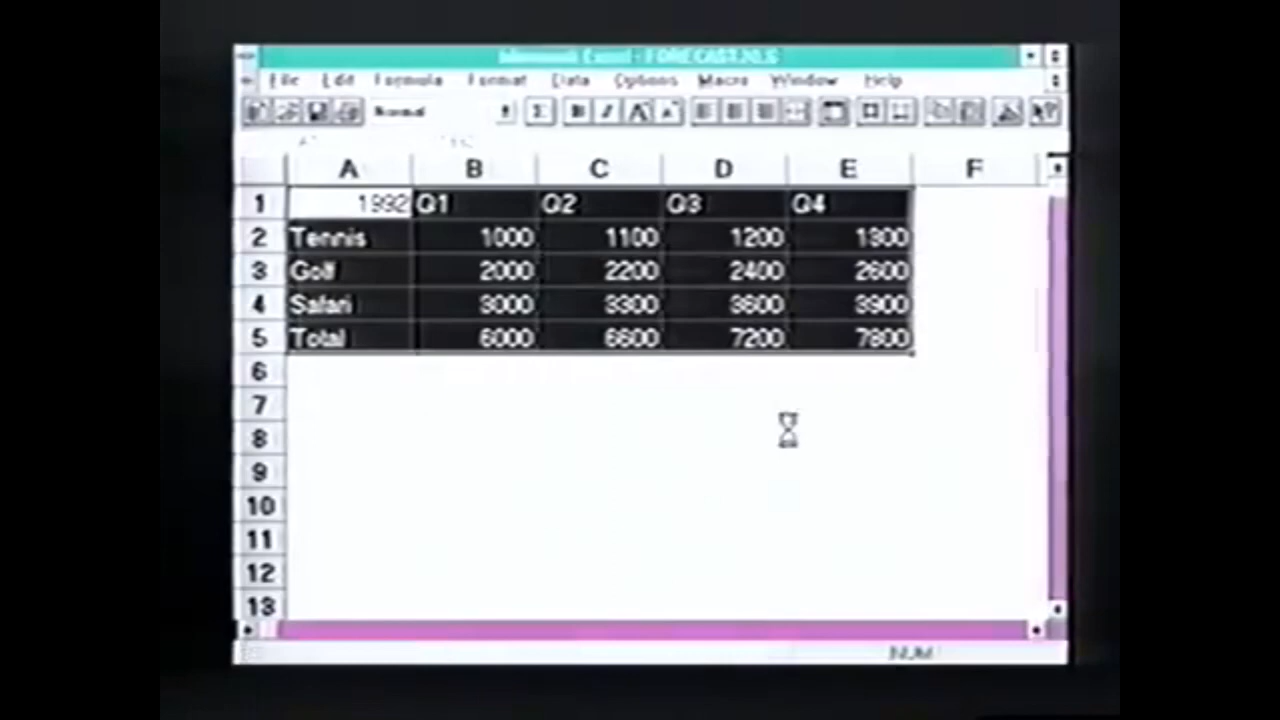 Microsoft Excel - FORECAST.XLS
File Edit Formula Format Data Options Macro Window Help
Normal Σ B I A A
A B C D E F
1 1992 Q1 Q2 Q3 Q4
2 Tennis 1000 1100 1200 1300
3 Golf 2000 2200 2400 2600
4 Safari 3000 3300 3600 3900
5 Total 6000 6600 7200 7800
6
7
8
9
10
11
12
13
NUM